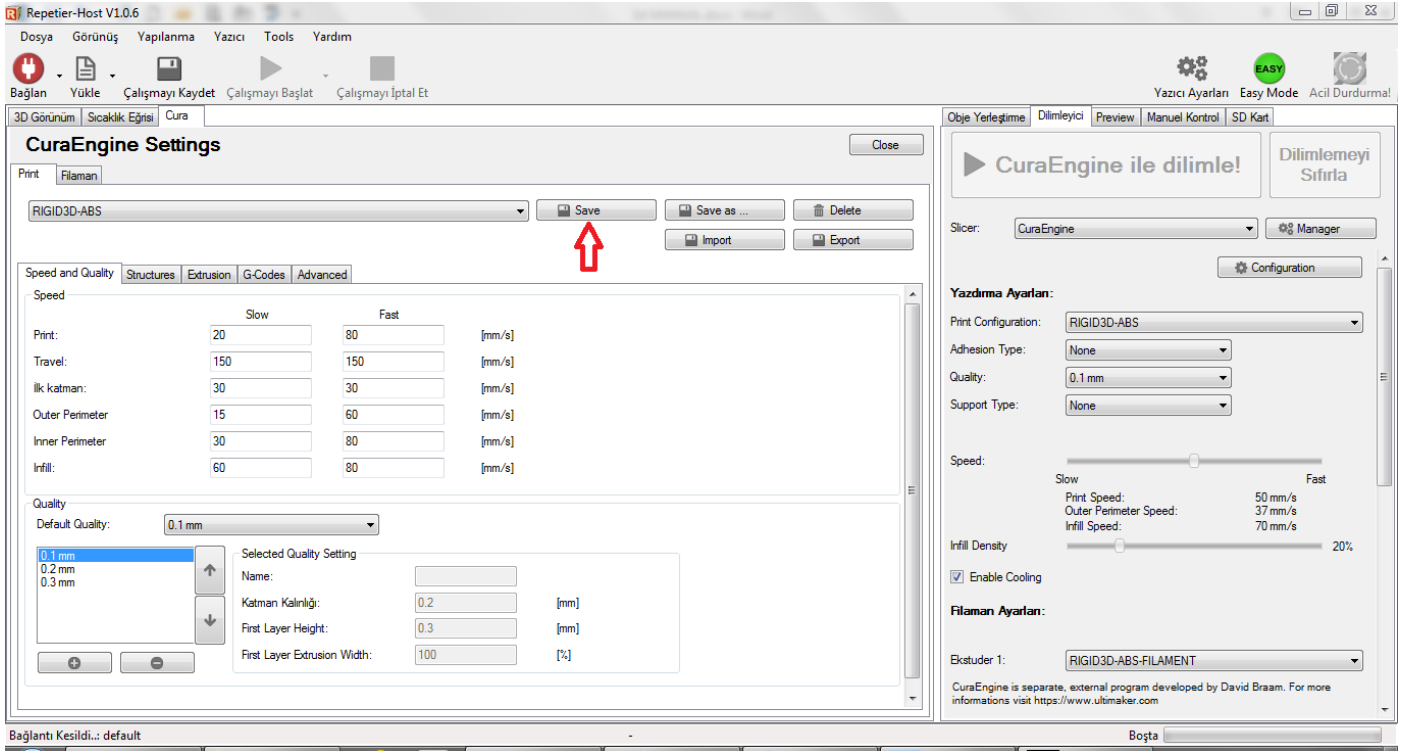 Repetier-Host V1.0.6
Dosya Görünüş Yapılanma Yazıcı Tools Yardım
EASY
Bağlan Yükle Çalışmayı Kaydet Çalışmayı Başlat Çalışmayı İptal Et Yazıcı Ayarları Easy Mode Acil Durdurma!
3D Görünüm Sıcaklık Eğrisi Cura
CuraEngine Settings
Close
Print Filaman
RIGID3D-ABS Save Save as ... Delete
Import Export
Speed and Quality Structures Extrusion G-Codes Advanced
Speed
Slow Fast
Print: 20 80 [mm/s]
Travel: 150 150 [mm/s]
İlk katman: 30 30 [mm/s]
Outer Perimeter 15 60 [mm/s]
Inner Perimeter 30 80 [mm/s]
Infill: 60 80 [mm/s]
Quality
Default Quality: 0.1 mm
0.1 mm
0.2 mm
0.3 mm
Selected Quality Setting
Name:
Katman Kalınlığı: 0.2 [mm]
First Layer Height: 0.3 [mm]
First Layer Extrusion Width: 100 [%]
Obje Yerleştirme Dilimleyici Preview Manuel Kontrol SD Kart
CuraEngine ile dilimle!
Dilimlemeyi
Sıfırla
Slicer: CuraEngine Manager
Configuration
Yazdırma Ayarları:
Print Configuration: RIGID3D-ABS
Adhesion Type: None
Quality: 0.1 mm
Support Type: None
Speed:
Slow Fast
Print Speed: 50 mm/s
Outer Perimeter Speed: 37 mm/s
Infill Speed: 70 mm/s
Infill Density 20%
Enable Cooling
Filaman Ayarları:
Ekstuder 1: RIGID3D-ABS-FILAMENT
CuraEngine is separate, external program developed by David Braam. For more
informations visit https://www.ultimaker.com
Bağlantı Kesildi..: default - Boşta